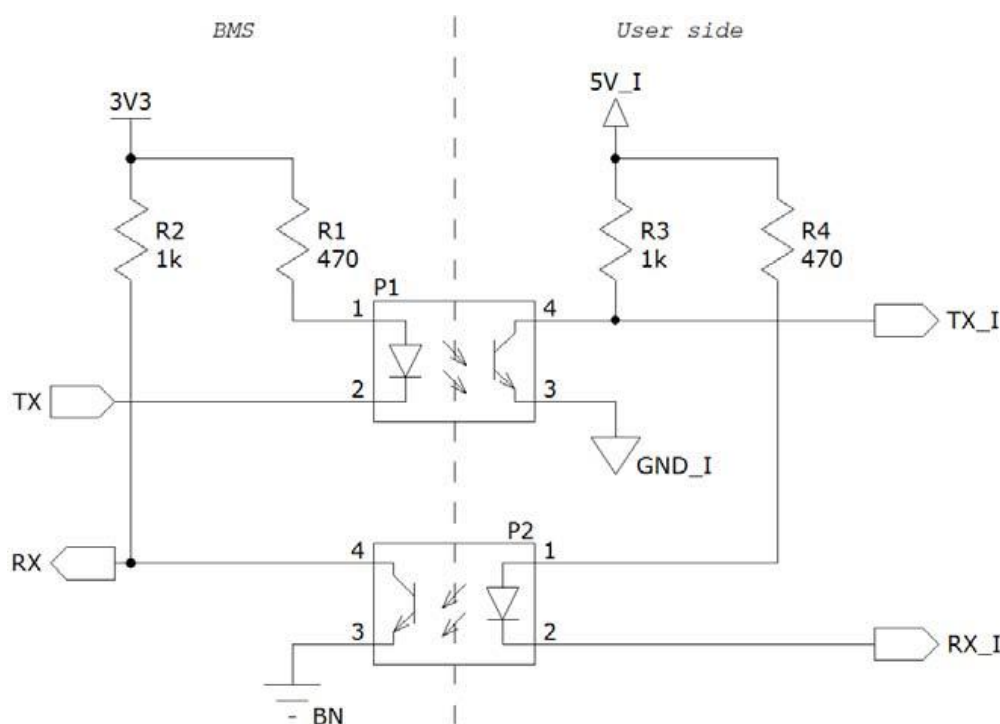 BMS
User side
5V_I
3V3
R2
1k
R1
470
R3
1k
R4
470
P1
1
4
TX_I
2
3
TX
GND_I
P2
4
1
RX
3
2
RX_I
- BN